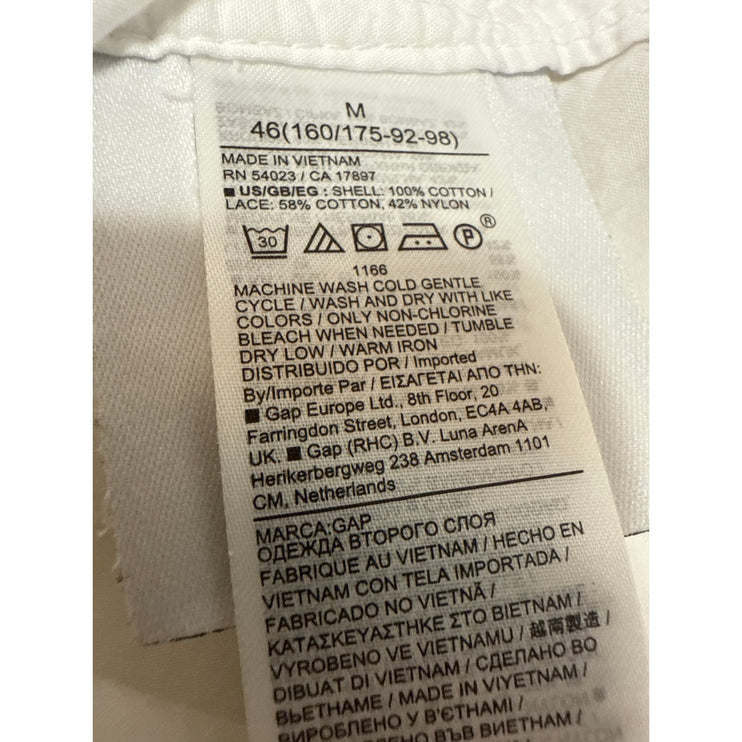 M
46(160/175-92-98)
MADE IN VIETNAM
RN 54023 / CA 17897
■ US/GB/EG : SHELL: 100% COTTON /
LACE: 58% COTTON, 42% NYLON
30 P ®
1166
MACHINE WASH COLD GENTLE
CYCLE / WASH AND DRY WITH LIKE
COLORS / ONLY NON-CHLORINE
BLEACH WHEN NEEDED / TUMBLE
DRY LOW / WARM IRON
DISTRIBUIDO POR / Imported
By/Importe Par / ΕΙΣΑΓΕΤΑΙ ΑΠΟ ΤΗΝ:
■ Gap Europe Ltd., 8th Floor, 20
Farringdon Street, London, EC4A 4AB,
UK. ■ Gap (RHC) B.V. Luna ArenA
Herikerbergweg 238 Amsterdam 1101
CM, Netherlands
MARCA:GAP
ОДЕЖДА ВТОРОГО СЛОЯ
FABRIQUE AU VIETNAM / HECHO EN
VIETNAM CON TELA IMPORTADA /
FABRICADO NO VIETNÃ /
ΚΑΤΑΣΚΕΥΑΣΤΗΚΕ ΣΤΟ ΒΙΕΤΝΑΜ /
VYROBENO VE VIETNAMU / 越南製造 /
DIBUAT DI VIETNAM / СДЕЛАНО ВО
ВЬЕТНАМЕ / MADE IN VIYETNAM /
ВИРОБЛЕНО У В'ЄТНАМІ /
ПРОИЗВЕДЕНО ВЪВ ВИЕТНАМ /